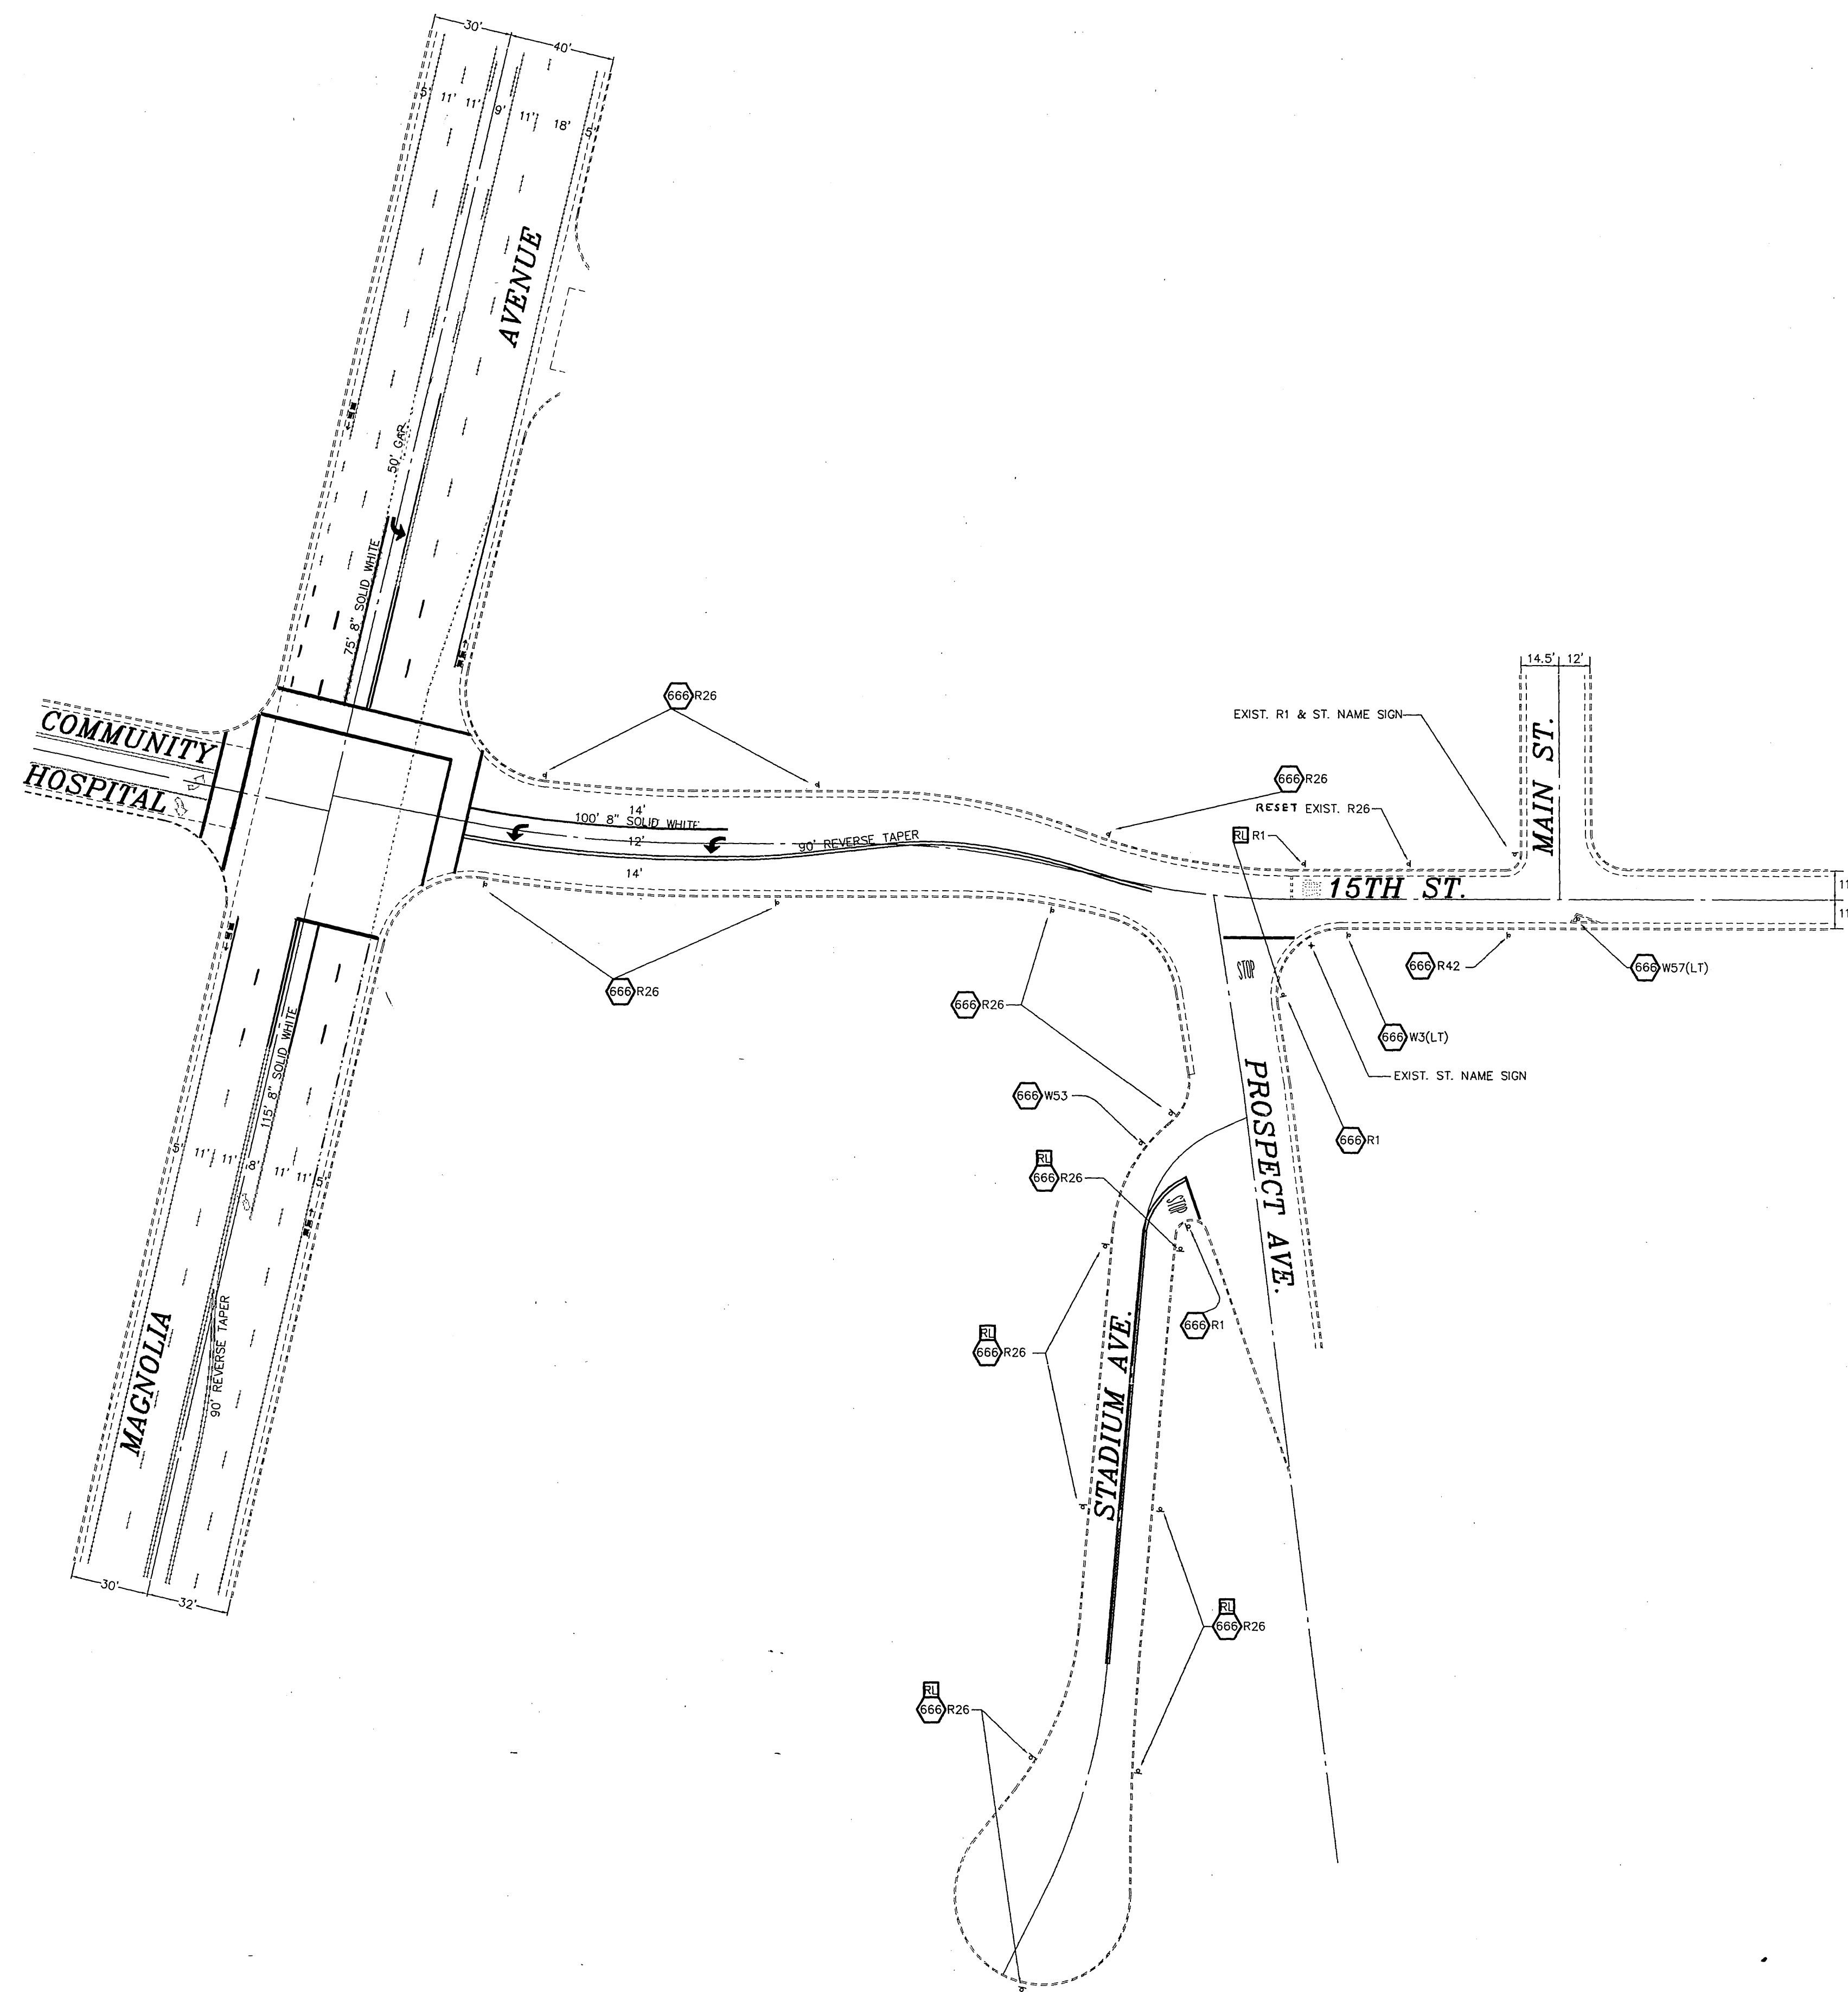 30' 40'
5' 11' 11' 9' 11' 18' 5'
AVENUE
50' GAP
75' 8" SOLID WHITE
COMMUNITY
HOSPITAL
666 R26
14'
100' 8" SOLID WHITE
12'
90' REVERSE TAPER
14'
666 R26
14.5' 12'
EXIST. R1 & ST. NAME SIGN
MAIN ST.
666 R26
RESET EXIST. R26
RL R1
15TH ST.
11
11
STOP
666 R42
666 W57(LT)
666 R26
666 W3(LT)
EXIST. ST. NAME SIGN
666 W53
PROSPECT AVE.
666 R1
RL
666 R26
STOP
666 R1
RL
666 R26
STADIUM AVE.
RL
666 R26
RL
666 R26
115' 8" SOLID WHITE
5' 11' 11' 8' 11' 11' 5'
90' REVERSE TAPER
MAGNOLIA
30' 32'